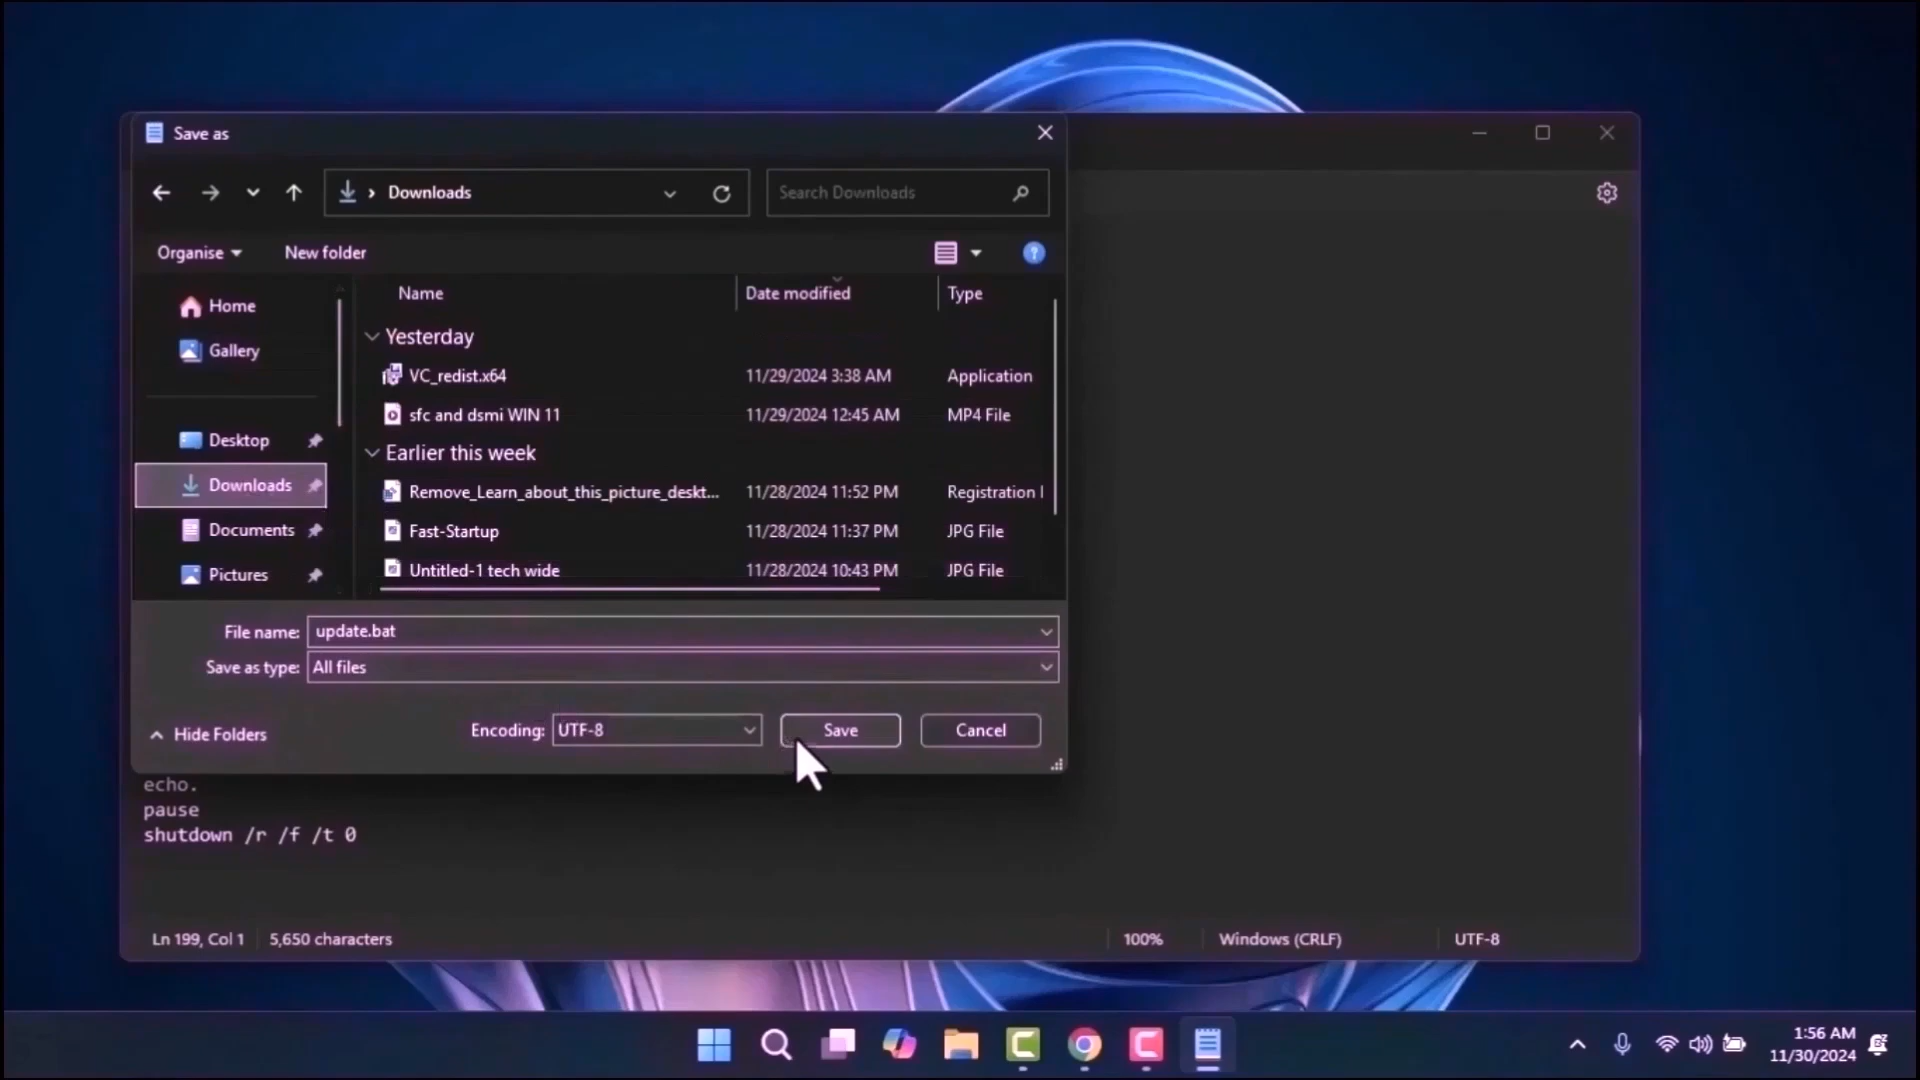 Save as
Downloads
Search Downloads
Organise
New folder
Name
Date modified
Type
Home
Gallery
Desktop
Downloads
Documents
Pictures
Yesterday
VC_redist.x64 11/29/2024 3:38 AM Application
sfc and dsmi WIN 11 11/29/2024 12:45 AM MP4 File
Earlier this week
Remove_Learn_about_this_picture_deskt... 11/28/2024 11:52 PM Registration
Fast-Startup 11/28/2024 11:37 PM JPG File
Untitled-1 tech wide 11/28/2024 10:43 PM JPG File
File name: update.bat
Save as type: All files
Hide Folders
Encoding: UTF-8
Save
Cancel
echo.
pause
shutdown /r /f /t 0
Ln 199, Col 1 5,650 characters 100% Windows (CRLF) UTF-8
1:56 AM
11/30/2024